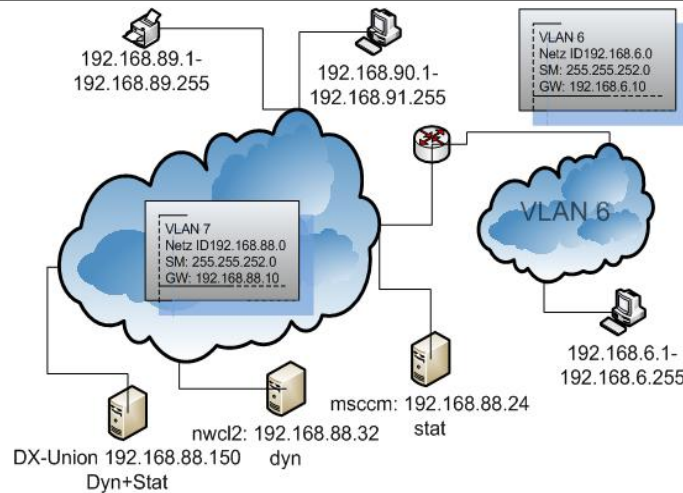 192.168.89.1-
192.168.89.255
192.168.90.1-
192.168.91.255
VLAN 6
Netz ID192.168.6.0
SM: 255.255.252.0
GW: 192.168.6.10
VLAN 7
Netz ID192.168.88.0
SM: 255.255.252.0
GW: 192.168.88.10
VLAN 6
192.168.6.1-
192.168.6.255
msccm: 192.168.88.24
stat
nwcl2: 192.168.88.32
dyn
DX-Union 192.168.88.150
Dyn+Stat